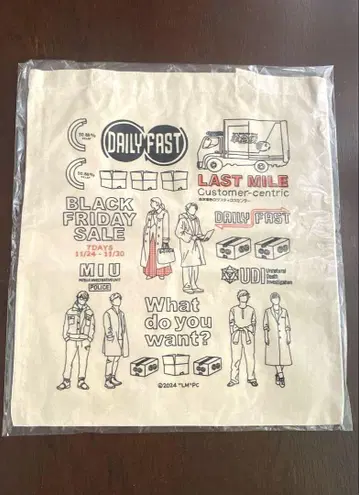 DAILY FAST
LAST MILE
Customer-centric
BLACK
FRIDAY
SALE
7DAYS
11/24 - 11/30
DAILY FAST
MIU
POLICE
UDI
Unnatural
Death
Investigation
What
do you
want?
©2024 "LM"PC